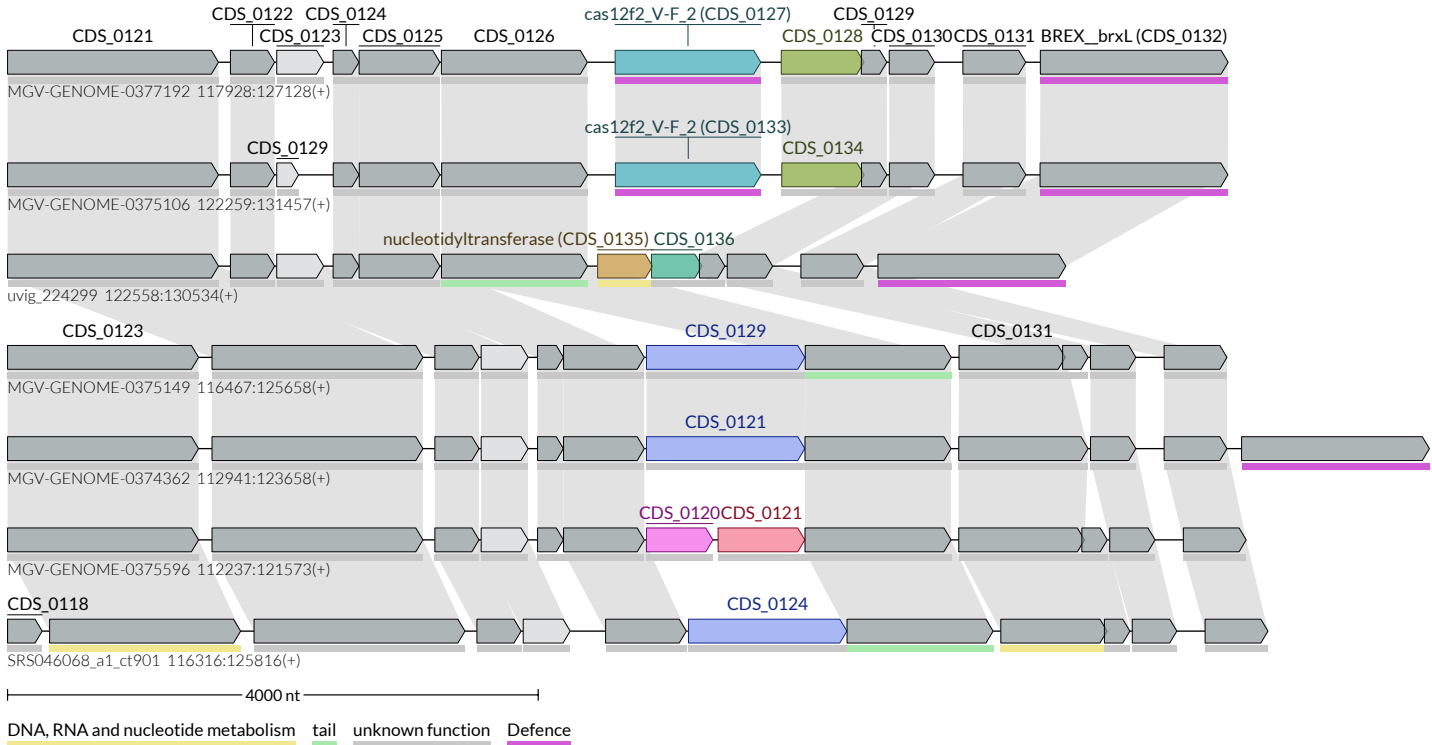 CDS_0122 CDS_0124 cas12f2_V-F_2 (CDS_0127) CDS_0129
CDS_0121 CDS_0123 CDS_0125 CDS_0126 CDS_0128 CDS_0130 CDS_0131 BREX__brxL (CDS_0132)
MGV-GENOME-0377192 117928:127128(+)
cas12f2_V-F_2 (CDS_0133)
CDS_0129 CDS_0134
MGV-GENOME-0375106 122259:131457(+)
nucleotidyltransferase (CDS_0135) CDS_0136
uvig_224299 122558:130534(+)
CDS_0123 CDS_0129 CDS_0131
MGV-GENOME-0375149 116467:125658(+)
CDS_0121
MGV-GENOME-0374362 112941:123658(+)
CDS_0120 CDS_0121
MGV-GENOME-0375596 112237:121573(+)
CDS_0118 CDS_0124
SRS046068_a1_ct901 116316:125816(+)
4000 nt
DNA, RNA and nucleotide metabolism tail unknown function Defence